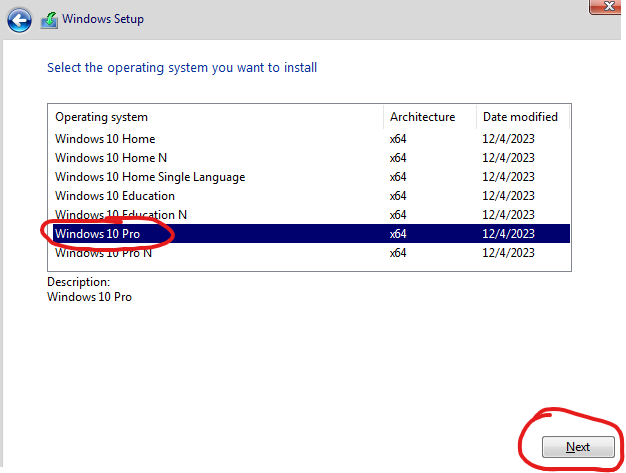 Windows Setup
Select the operating system you want to install
Operating system Architecture Date modified
Windows 10 Home x64 12/4/2023
Windows 10 Home N x64 12/4/2023
Windows 10 Home Single Language x64 12/4/2023
Windows 10 Education x64 12/4/2023
Windows 10 Education N x64 12/4/2023
Windows 10 Pro x64 12/4/2023
Windows 10 Pro N x64 12/4/2023
Description:
Windows 10 Pro
Next